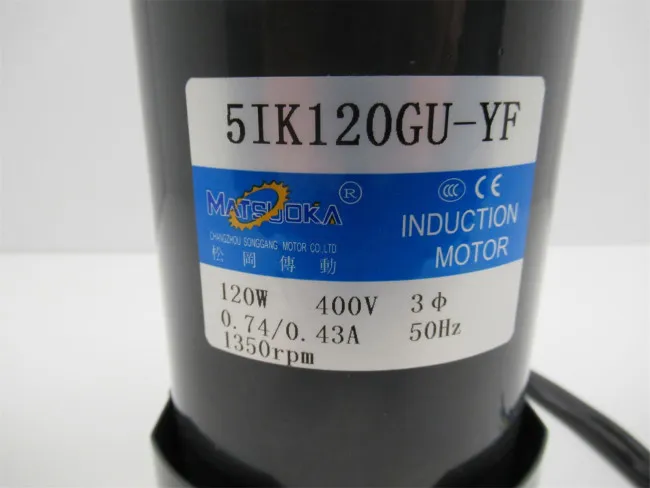 5IK120GU-YF
MATSUOKA ®
CHANGZHOU SONGGANG MOTOR CO.,LTD
松岡傳動
CCC CE
INDUCTION
MOTOR
120W 400V 3φ
0.74/0.43A 50Hz
1350rpm